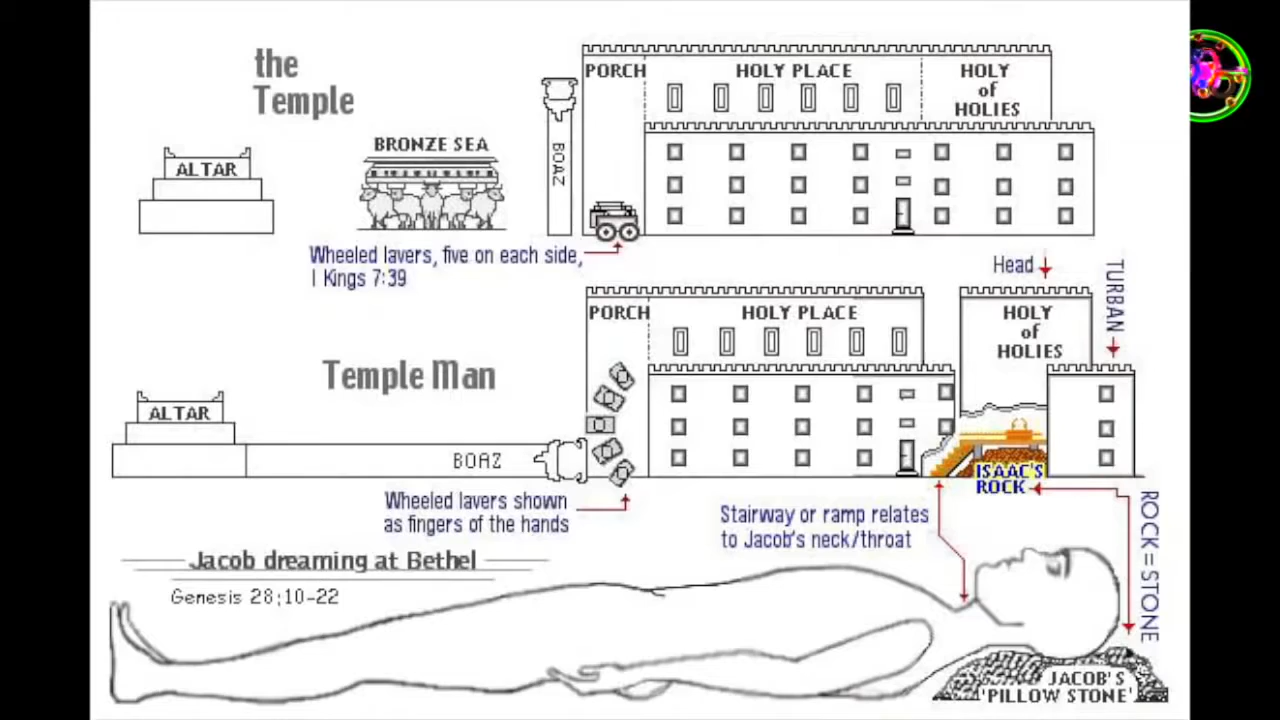 the
Temple
PORCH
HOLY PLACE
HOLY
of
HOLIES
ALTAR
BRONZE SEA
BOAZ
Wheeled lavers, five on each side,
I Kings 7:39
Head
TURBAN
PORCH
HOLY PLACE
HOLY
of
HOLIES
Temple Man
ALTAR
BOAZ
ISAAC'S
ROCK
Wheeled lavers shown
as fingers of the hands
Stairway or ramp relates
to Jacob's neck/throat
ROCK = STONE
Jacob dreaming at Bethel
Genesis 28;10-22
JACOB'S
'PILLOW STONE'